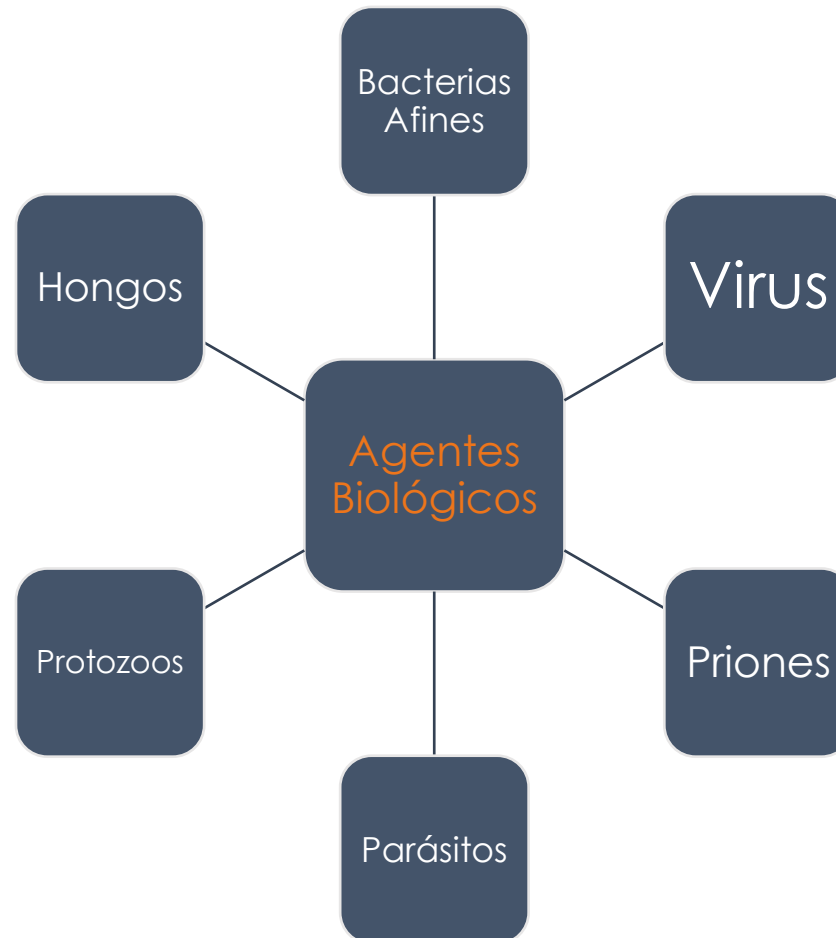 Bacterias
Afines
Hongos
Virus
Agentes
Biológicos
Protozoos
Priones
Parásitos